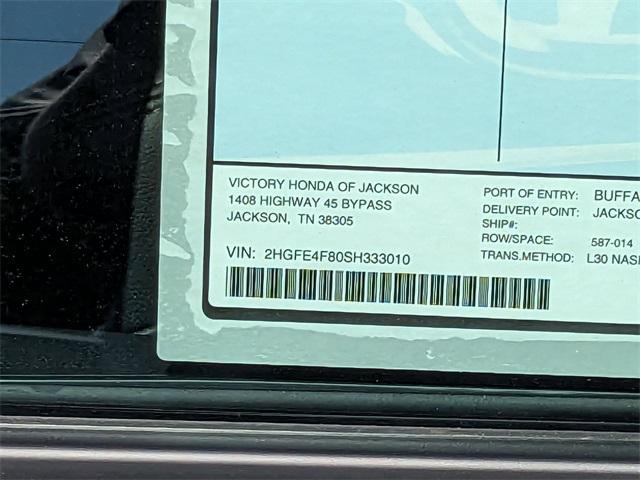 VICTORY HONDA OF JACKSON
1408 HIGHWAY 45 BYPASS
JACKSON, TN 38305
VIN: 2HGFE4F80SH333010
PORT OF ENTRY: BUFFA
DELIVERY POINT: JACKSO
SHIP#:
ROW/SPACE: 587-014
TRANS.METHOD: L30 NASH